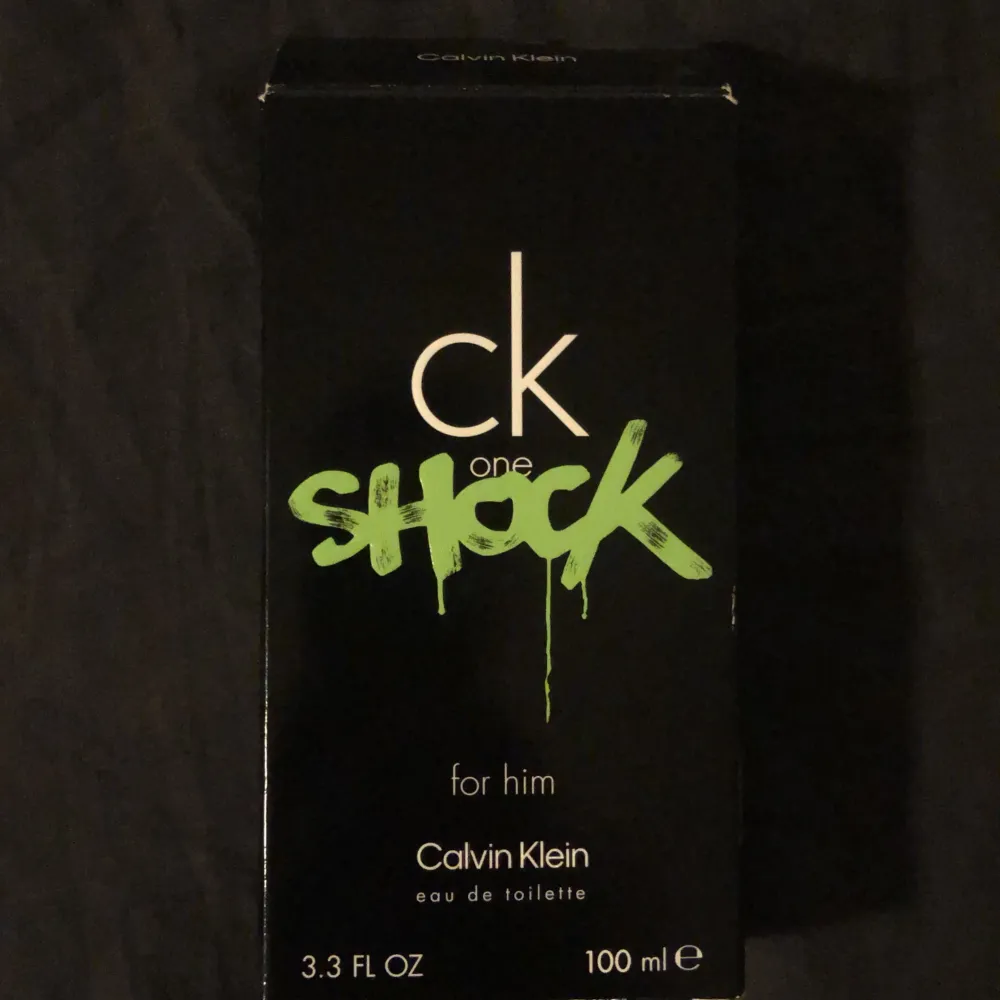 Calvin Klein
ck
one
SHOCK
for him
Calvin Klein
eau de toilette
3.3 FL OZ 100 ml ℮